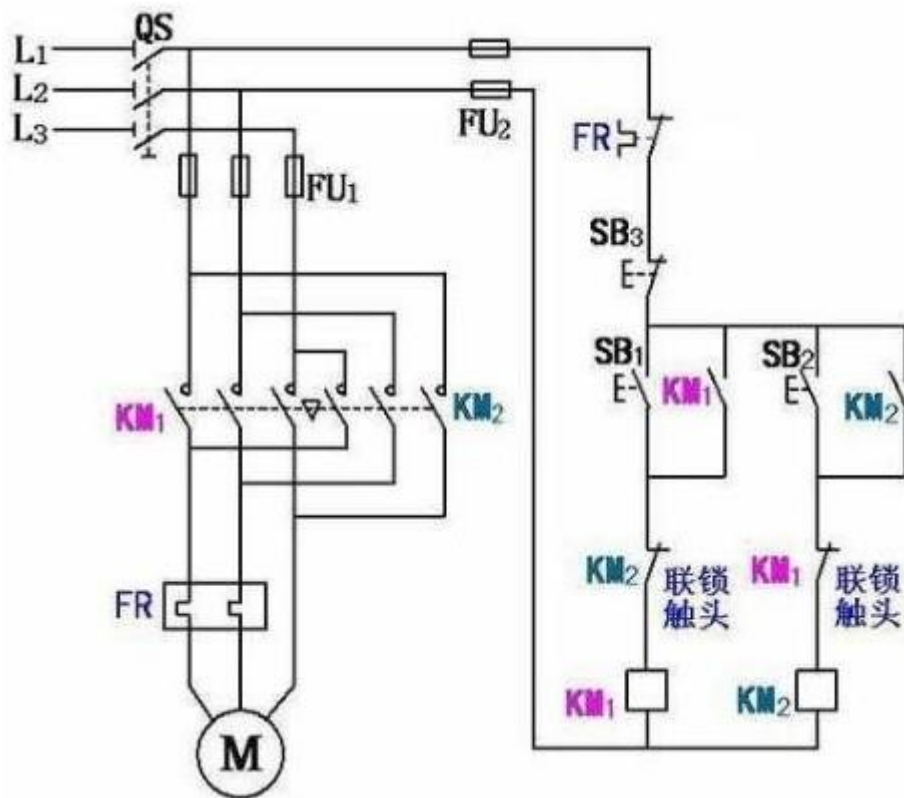 QS
L₁
L₂
L₃
FU₂
FR
FU₁
SB₃
SB₁
KM₁
SB₂
KM₂
KM₁
KM₂
KM₂
联锁
触头
KM₁
联锁
触头
FR
KM₁
KM₂
M